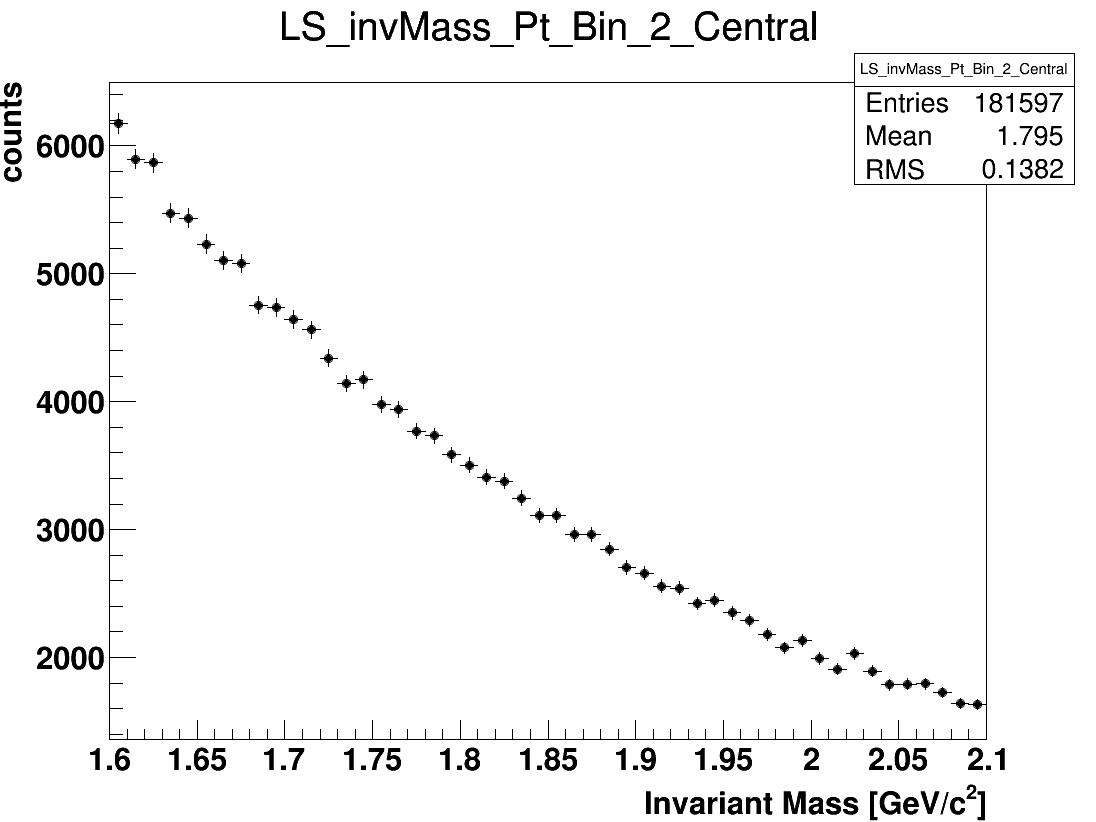 LS_invMass_Pt_Bin_2_Central
LS_invMass_Pt_Bin_2_Central
Entries 181597
Mean 1.795
RMS 0.1382
counts
6000
5000
4000
3000
2000
1.6 1.65 1.7 1.75 1.8 1.85 1.9 1.95 2 2.05 2.1
Invariant Mass [GeV/c²]